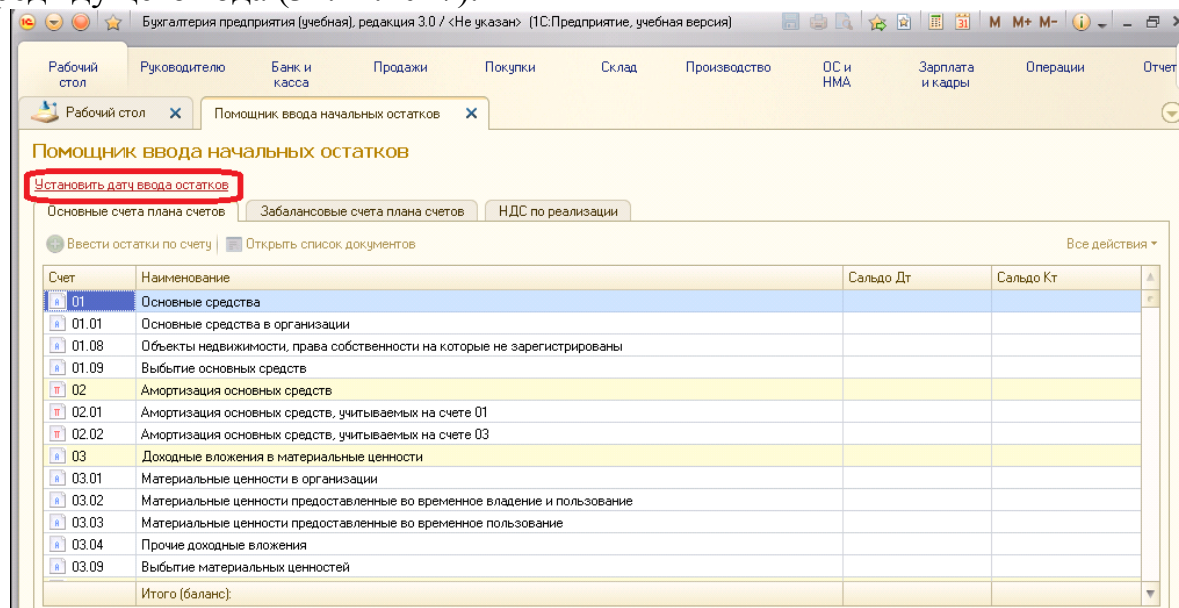 Бухгалтерия предприятия (учебная), редакция 3.0 / <Не указан> (1С:Предприятие, учебная версия)
31
M M+ M-
Рабочий стол
Руководителю
Банк и касса
Продажи
Покупки
Склад
Производство
ОС и НМА
Зарплата и кадры
Операции
Отчет
Рабочий стол
Помощник ввода начальных остатков
Помощник ввода начальных остатков
Установить дату ввода остатков
Основные счета плана счетов
Забалансовые счета плана счетов
НДС по реализации
Ввести остатки по счету
Открыть список документов
Все действия
Счет Наименование Сальдо Дт Сальдо Кт
01 Основные средства
01.01 Основные средства в организации
01.08 Объекты недвижимости, права собственности на которые не зарегистрированы
01.09 Выбытие основных средств
02 Амортизация основных средств
02.01 Амортизация основных средств, учитываемых на счете 01
02.02 Амортизация основных средств, учитываемых на счете 03
03 Доходные вложения в материальные ценности
03.01 Материальные ценности в организации
03.02 Материальные ценности предоставленные во временное владение и пользование
03.03 Материальные ценности предоставленные во временное пользование
03.04 Прочие доходные вложения
03.09 Выбытие материальных ценностей
Итого (баланс):